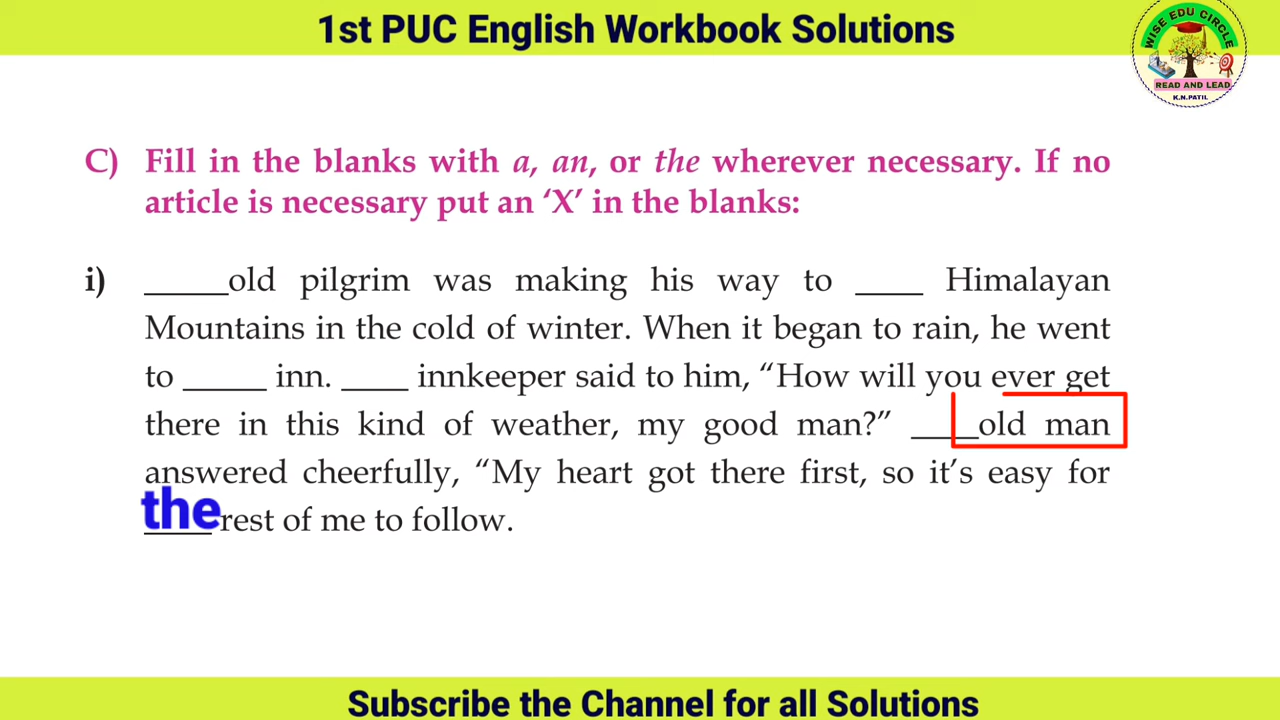 1st PUC English Workbook Solutions
WISE EDU CIRCLE
READ AND LEAD
K.N.PATIL
C) Fill in the blanks with a, an, or the wherever necessary. If no
article is necessary put an ‘X’ in the blanks:
i) _____old pilgrim was making his way to ____ Himalayan
Mountains in the cold of winter. When it began to rain, he went
to _____ inn. ____ innkeeper said to him, “How will you ever get
there in this kind of weather, my good man?” ____old man
answered cheerfully, “My heart got there first, so it’s easy for
the rest of me to follow.
Subscribe the Channel for all Solutions